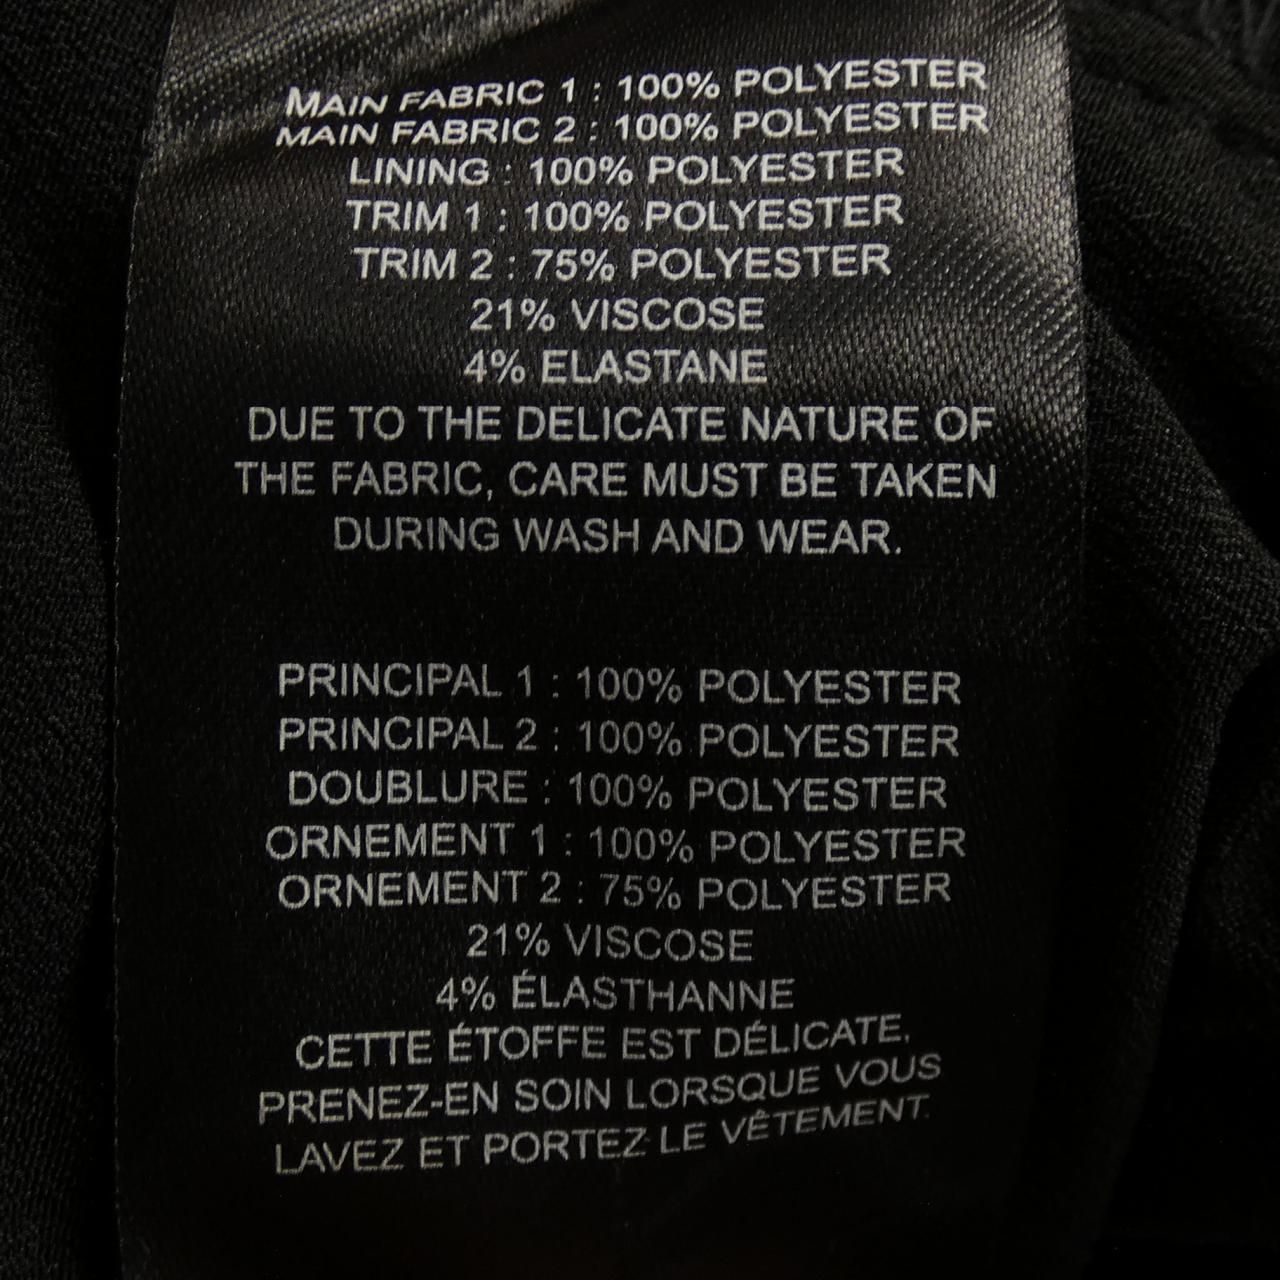 MAIN FABRIC 1 : 100% POLYESTER
MAIN FABRIC 2 : 100% POLYESTER
LINING : 100% POLYESTER
TRIM 1 : 100% POLYESTER
TRIM 2 : 75% POLYESTER
21% VISCOSE
4% ELASTANE
DUE TO THE DELICATE NATURE OF
THE FABRIC, CARE MUST BE TAKEN
DURING WASH AND WEAR.
PRINCIPAL 1 : 100% POLYESTER
PRINCIPAL 2 : 100% POLYESTER
DOUBLURE : 100% POLYESTER
ORNEMENT 1 : 100% POLYESTER
ORNEMENT 2 : 75% POLYESTER
21% VISCOSE
4% ÉLASTHANNE
CETTE ÉTOFFE EST DÉLICATE,
PRENEZ-EN SOIN LORSQUE VOUS
LAVEZ ET PORTEZ LE VÊTEMENT.